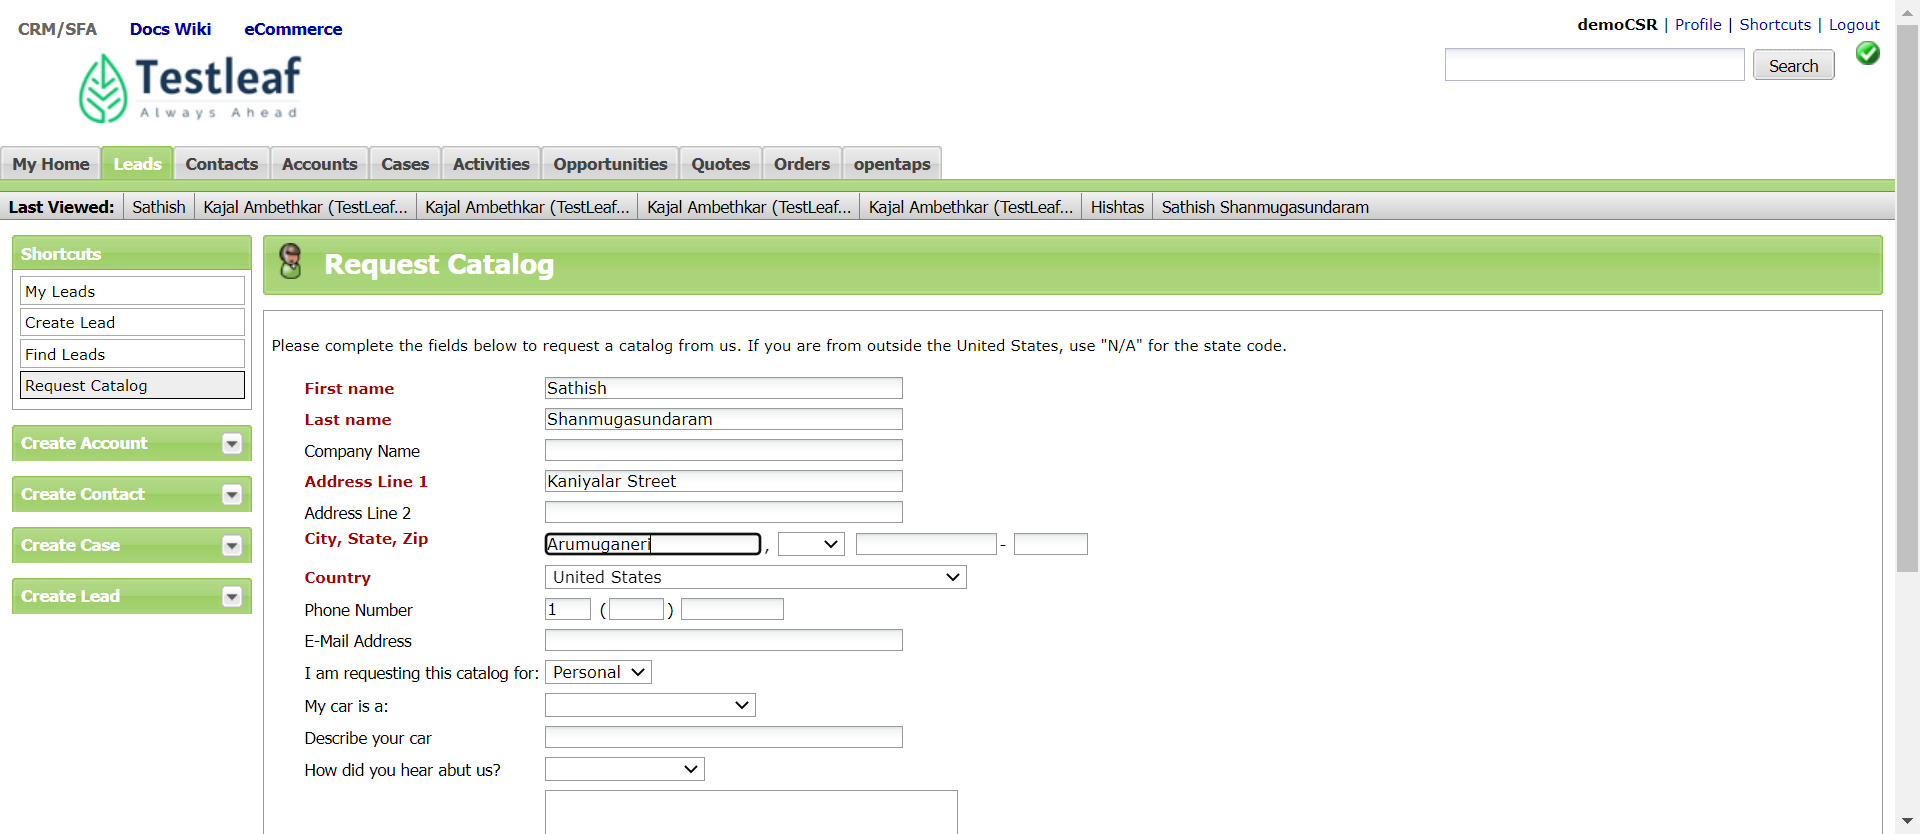 CRM/SFA Docs Wiki eCommerce
demoCSR | Profile | Shortcuts | Logout
Testleaf
Always Ahead
Search
My Home Leads Contacts Accounts Cases Activities Opportunities Quotes Orders opentaps
Last Viewed: Sathish Kajal Ambethkar (TestLeaf... Kajal Ambethkar (TestLeaf... Kajal Ambethkar (TestLeaf... Kajal Ambethkar (TestLeaf... Hishtas Sathish Shanmugasundaram
Shortcuts
My Leads
Create Lead
Find Leads
Request Catalog
Create Account
Create Contact
Create Case
Create Lead
Request Catalog
Please complete the fields below to request a catalog from us. If you are from outside the United States, use "N/A" for the state code.
First name Sathish
Last name Shanmugasundaram
Company Name
Address Line 1 Kaniyalar Street
Address Line 2
City, State, Zip Arumuganeri , -
Country United States
Phone Number 1 ( )
E-Mail Address
I am requesting this catalog for: Personal
My car is a:
Describe your car
How did you hear abut us?